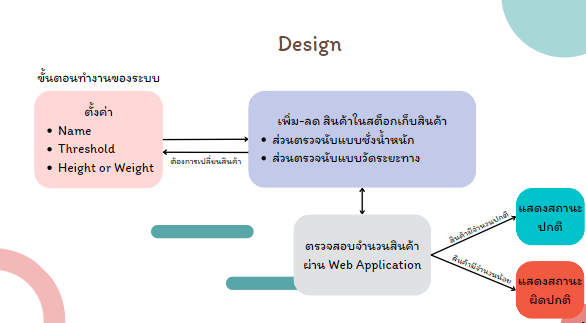 Design
ขั้นตอนทำงานของระบบ
ตั้งค่า
• Name
• Threshold
• Height or Weight
ต้องการเปลี่ยนสินค้า
เพิ่ม-ลด สินค้าในสต็อกเก็บสินค้า
• ส่วนตรวจนับแบบชั่งน้ำหนัก
• ส่วนตรวจนับแบบวัดระยะทาง
ตรวจสอบจำนวนสินค้า
ผ่าน Web Application
สินค้ามีจำนวนปกติ
สินค้ามีจำนวนน้อย
แสดงสถานะ
ปกติ
แสดงสถานะ
ผิดปกติ